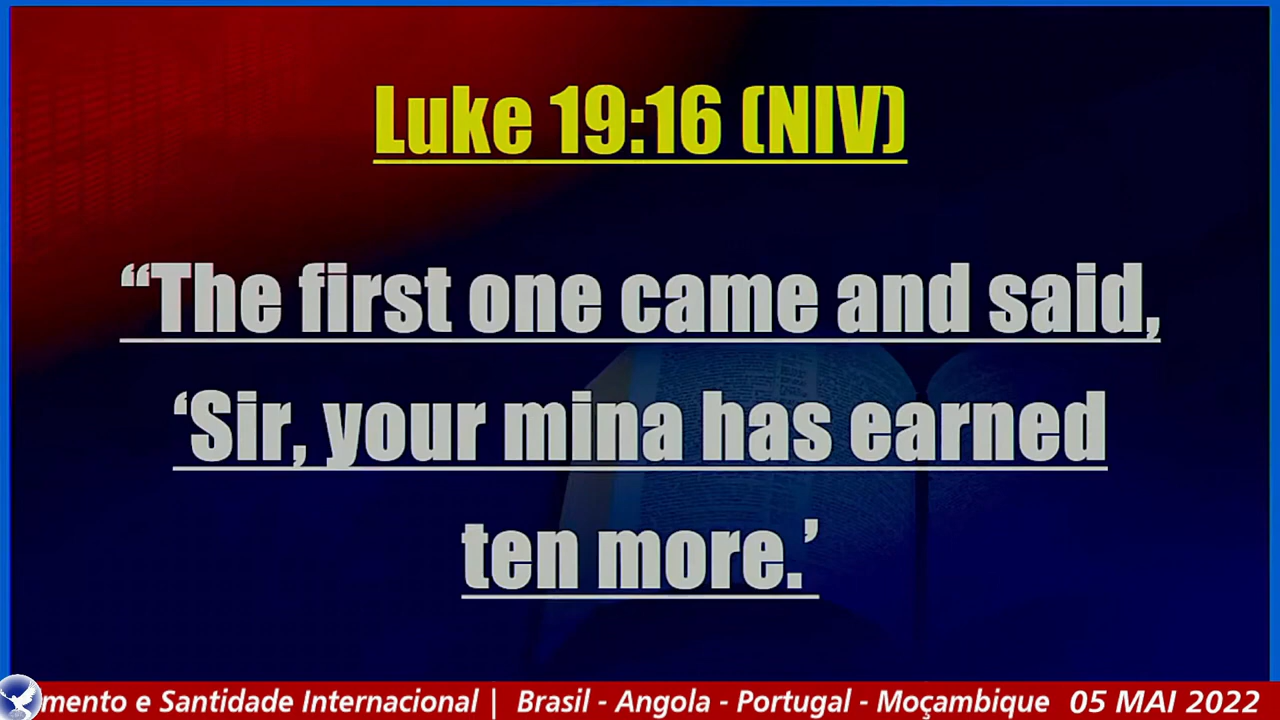 Luke 19:16 (NIV)
“The first one came and said,
‘Sir, your mina has earned
ten more.’
mento e Santidade Internacional | Brasil - Angola - Portugal - Moçambique 05 MAI 2022